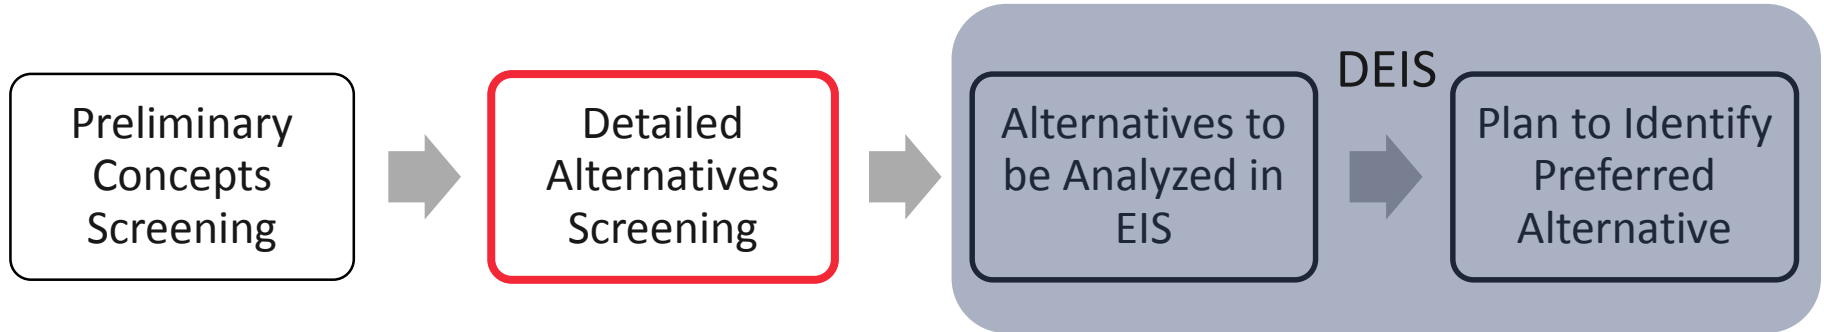 Preliminary
Concepts
Screening
Detailed
Alternatives
Screening
DEIS
Alternatives to
be Analyzed in
EIS
Plan to Identify
Preferred
Alternative